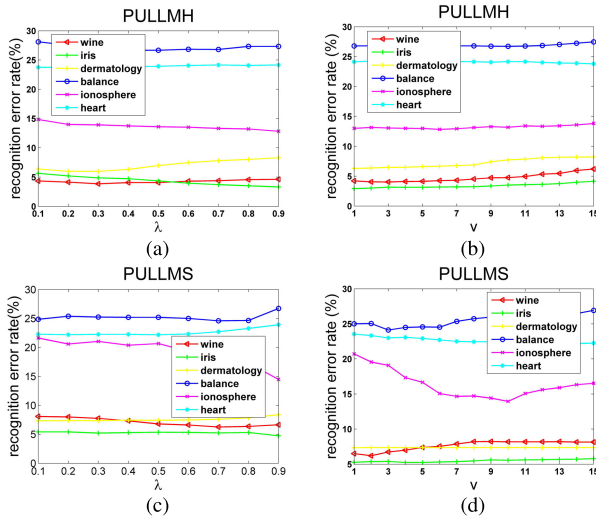 PULLMH
recognition error rate(%)
30
25
20
15
10
5
0
wine
iris
dermatology
balance
ionosphere
heart
0.1 0.2 0.3 0.4 0.5 0.6 0.7 0.8 0.9
λ
(a)
PULLMH
recognition error rate(%)
30
25
20
15
10
5
0
wine
iris
dermatology
balance
ionosphere
heart
1 3 5 7 9 11 13 15
v
(b)
PULLMS
recognition error rate(%)
30
25
20
15
10
5
0
wine
iris
dermatology
balance
ionosphere
heart
0.1 0.2 0.3 0.4 0.5 0.6 0.7 0.8 0.9
λ
(c)
PULLMS
recognition error rate(%)
30
25
20
15
10
5
wine
iris
dermatology
balance
ionosphere
heart
1 3 5 7 9 11 13 15
v
(d)